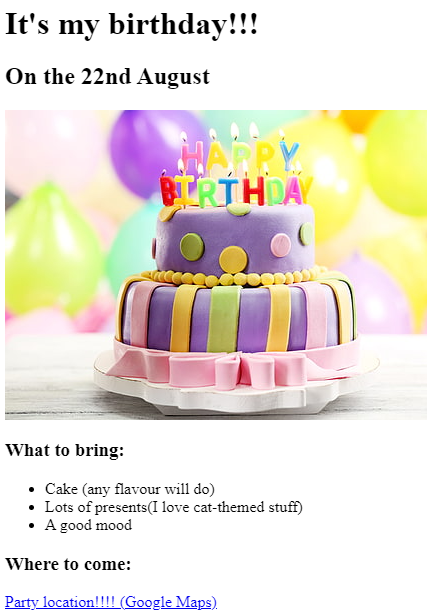 It's my birthday!!!
On the 22nd August
HAPPY
BIRTHDAY
What to bring:
Cake (any flavour will do)
Lots of presents(I love cat-themed stuff)
A good mood
Where to come:
Party location!!!! (Google Maps)